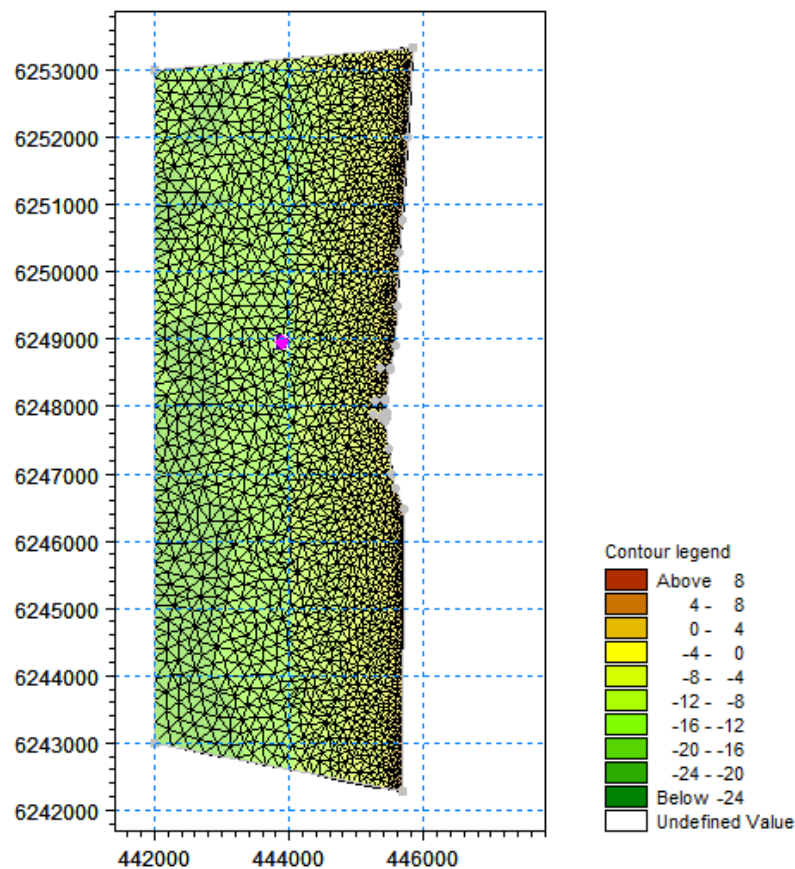 6253000
6252000
6251000
6250000
6249000
6248000
6247000
6246000
6245000
6244000
6243000
6242000
442000 444000 446000
Contour legend
Above 8
4 - 8
0 - 4
-4 - 0
-8 - -4
-12 - -8
-16 - -12
-20 - -16
-24 - -20
Below -24
Undefined Value